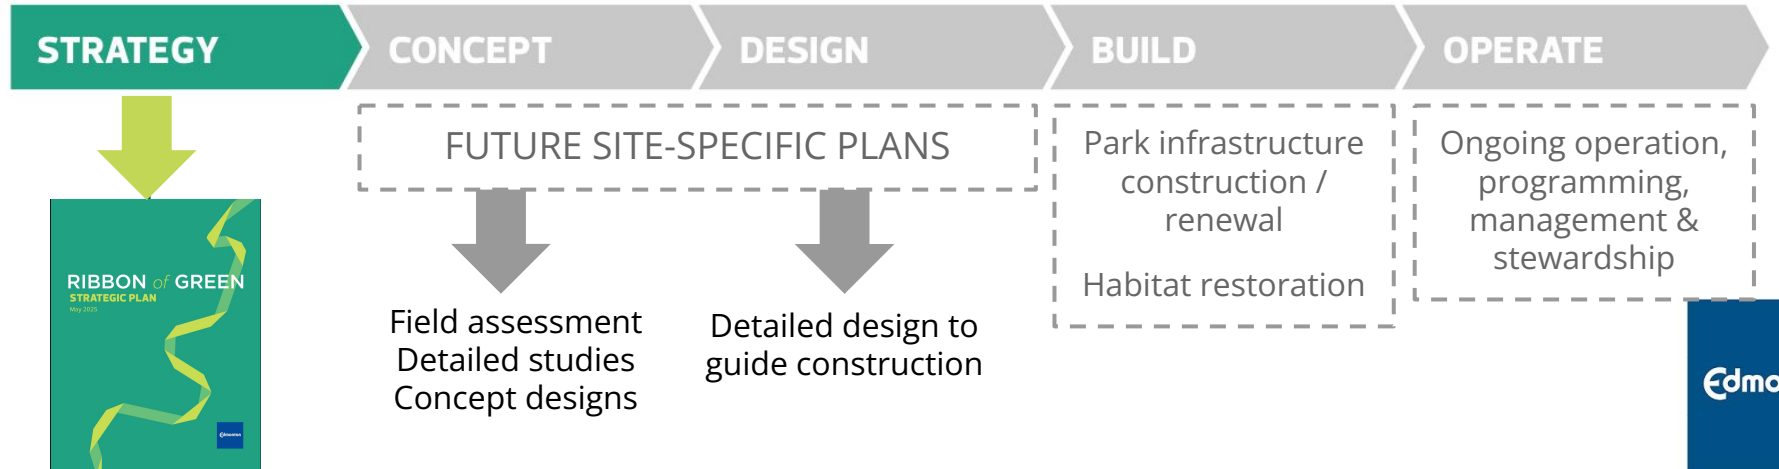 STRATEGY
CONCEPT
DESIGN
BUILD
OPERATE
FUTURE SITE-SPECIFIC PLANS
Park infrastructure
construction /
renewal
Habitat restoration
Ongoing operation,
programming,
management &
stewardship
RIBBON of GREEN
STRATEGIC PLAN
May 2025
Edmonton
Field assessment
Detailed studies
Concept designs
Detailed design to
guide construction
Edmo